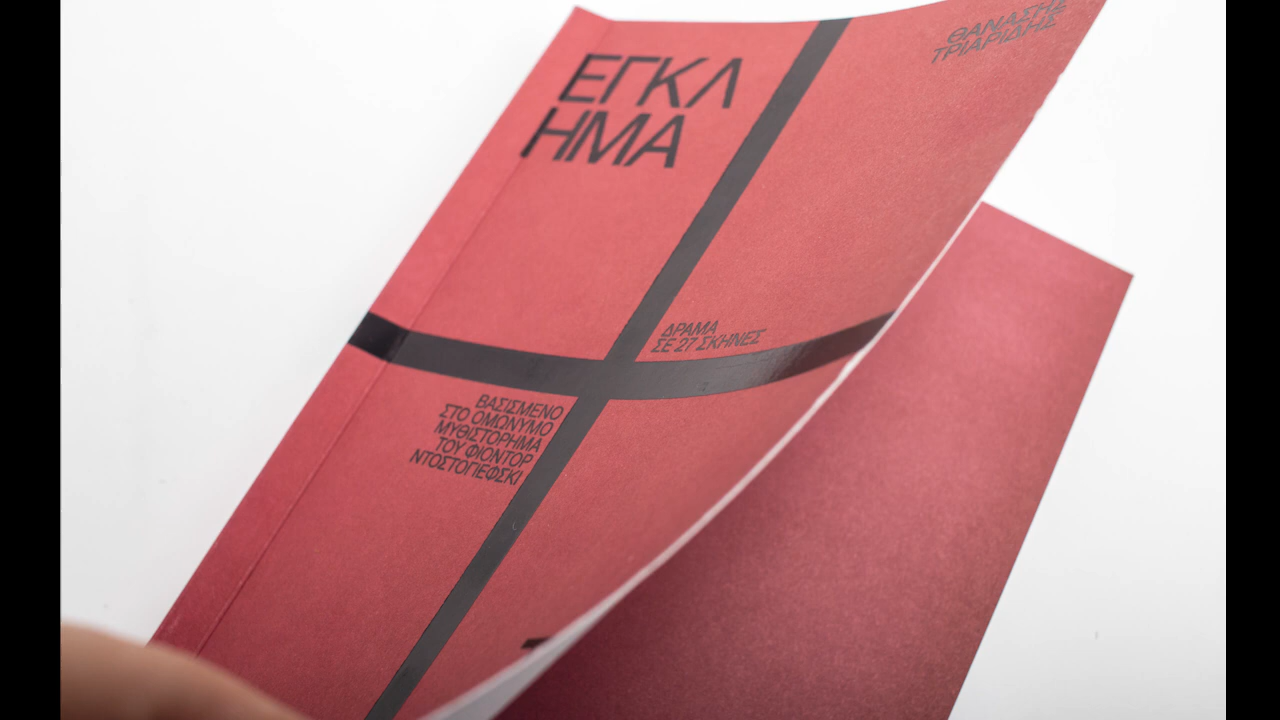 ΕΓΚΛ
ΗΜΑ
ΘΑΝΑΣΗΣ
ΤΡΙΑΡΙΔΗΣ
ΔΡΑΜΑ
ΣΕ 27 ΣΚΗΝΕΣ
ΒΑΣΙΣΜΕΝΟ
ΣΤΟ ΟΜΩΝΥΜΟ
ΜΥΘΙΣΤΟΡΗΜΑ
ΤΟΥ ΦΙΟΝΤΟΡ
ΝΤΟΣΤΟΓΙΕΦΣΚΙ